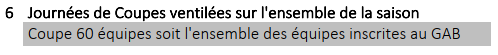 6 Journées de Coupes ventilées sur l'ensemble de la saison
Coupe 60 équipes soit l'ensemble des équipes inscrites au GAB